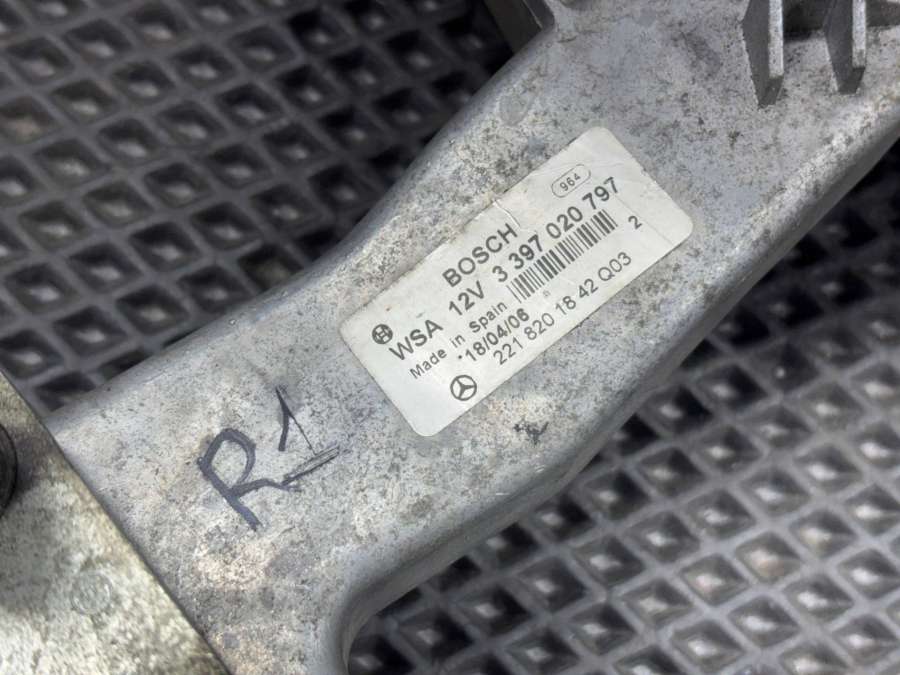 964
BOSCH
WSA 12V 3 397 020 797
Made in Spain
2
18/04/06
221 820 18 42 Q03
R1